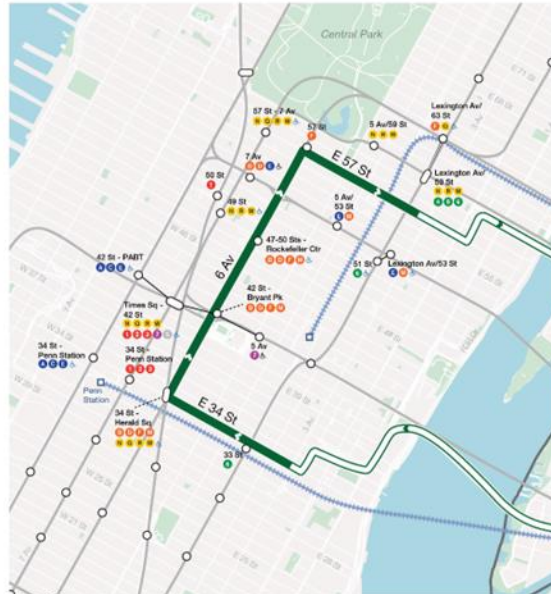 Central Park
57 St - 7 Av
N Q R W
57 St
F
5 Av/59 St
N R W
Lexington Av/
63 St
F Q
E 57 St
Lexington Av/
59 St
N R W
4 5 6
7 Av
B D E
50 St
1
49 St
N R W
5 Av/
53 St
E M
6 Av
47-50 Sts -
Rockefeller Ctr
B D F M
51 St
6
Lexington Av/53 St
E M
42 St - PABT
A C E
42 St -
Bryant Pk
B D F M
Times Sq -
42 St
N Q R W
1 2 3 7 S
5 Av
7
34 St -
Penn Station
A C E
34 St -
Penn Station
1 2 3
Penn
Station
E 34 St
34 St -
Herald Sq
B D F M
N Q R W
33 St
6